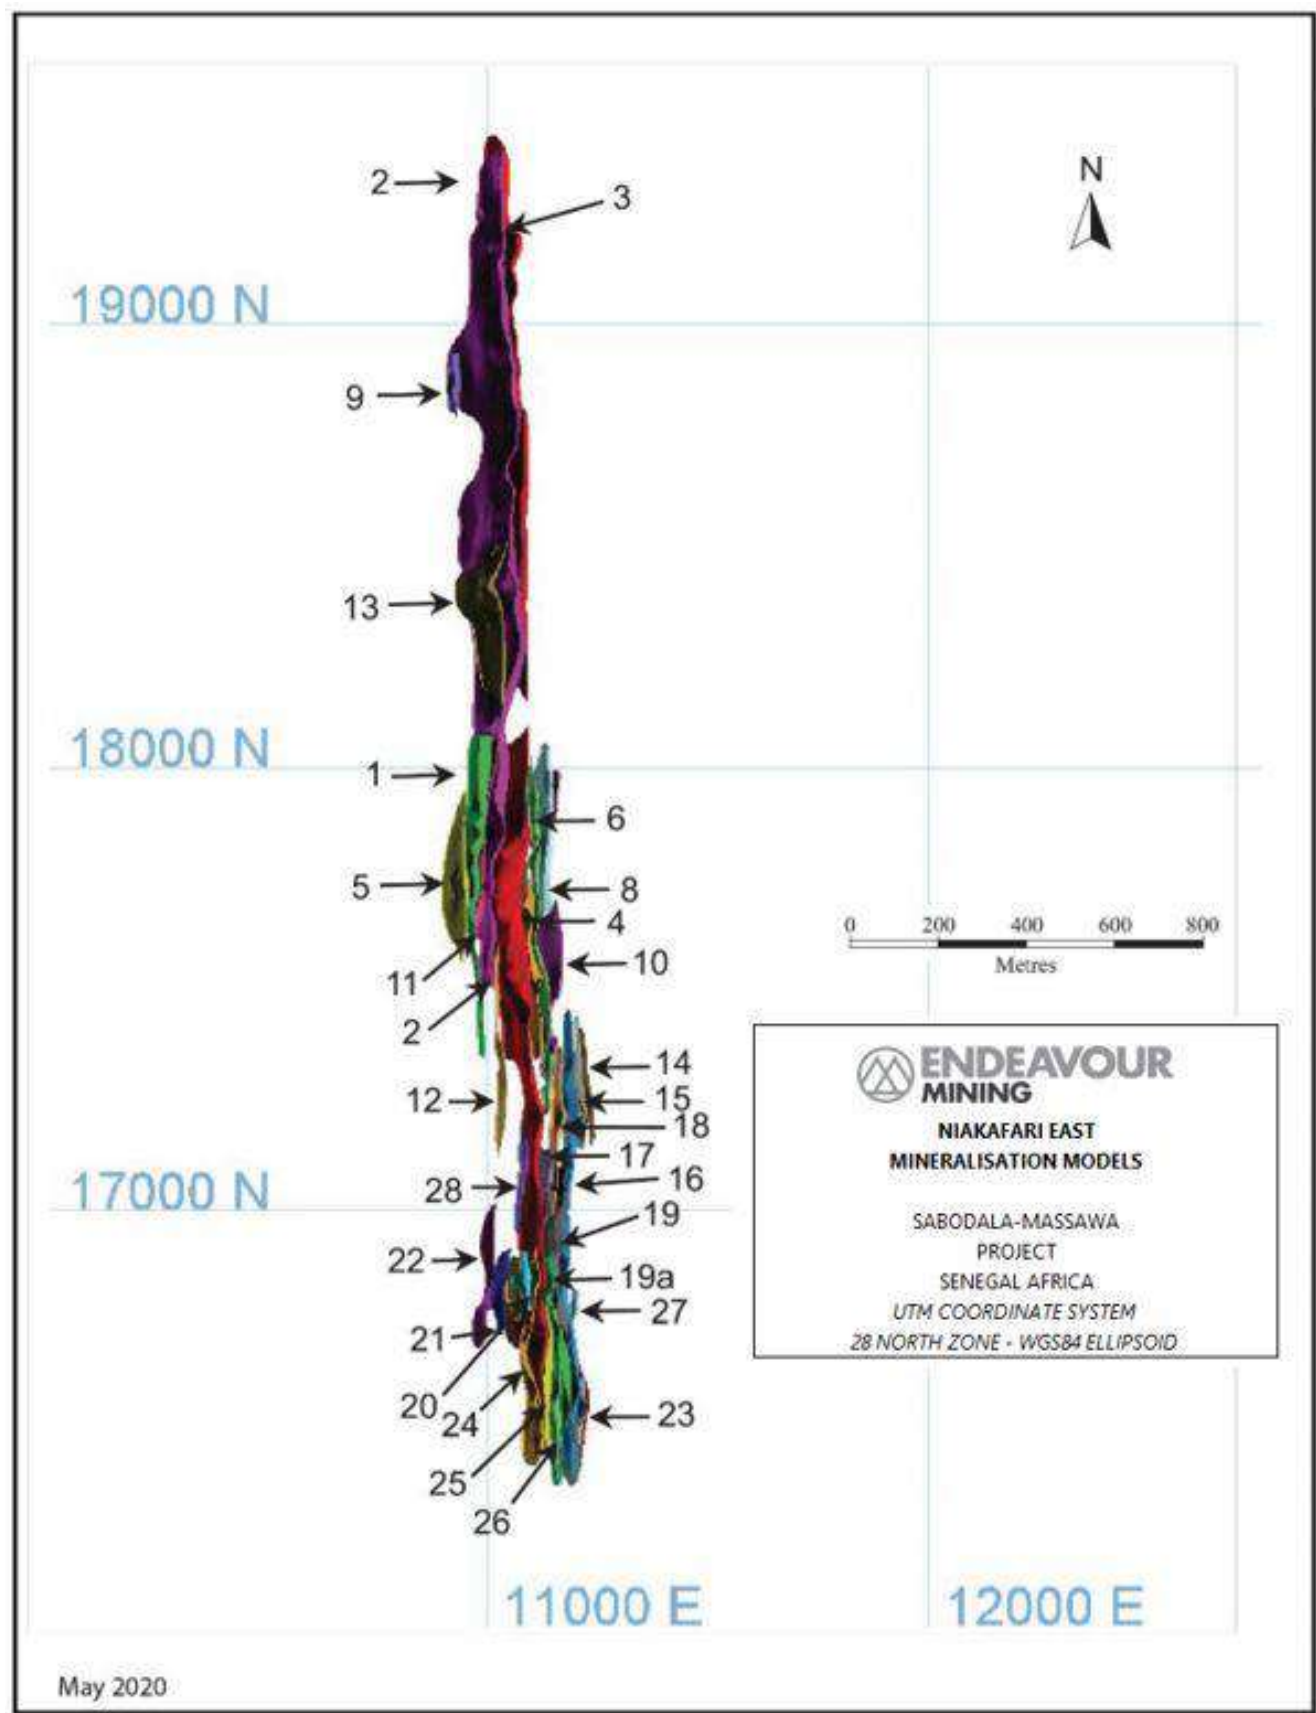 2
3
N
19000 N
9
13
18000 N
1
6
5
8
4
0 200 400 600 800
Metres
10
11
2
14
12
15
18
17
28
16
17000 N
19
22
19a
27
21
20
24
23
25
26
ENDEAVOUR
MINING
NIAKAFARI EAST
MINERALISATION MODELS
SABODALA-MASSAWA
PROJECT
SENEGAL AFRICA
UTM COORDINATE SYSTEM
28 NORTH ZONE - WGS84 ELLIPSOID
11000 E
12000 E
May 2020